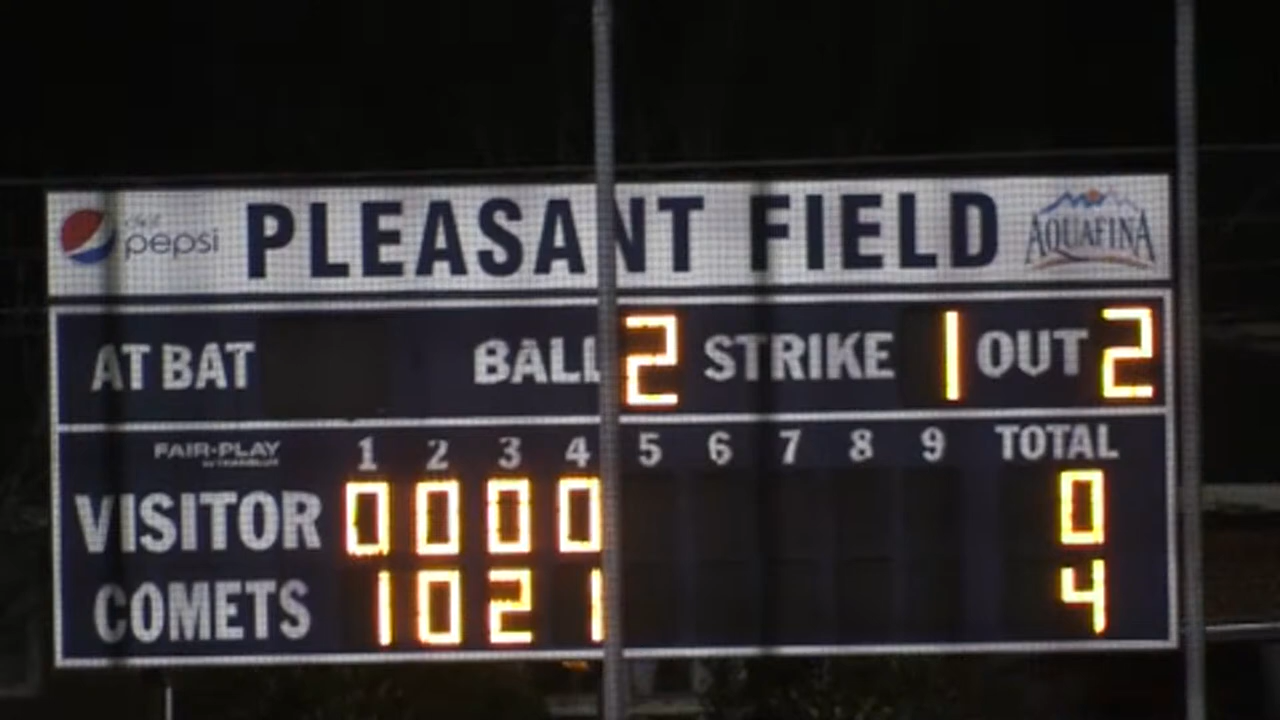 pepsi PLEASANT FIELD AQUAFINA
AT BAT BALL 2 STRIKE 1 OUT 2
FAIR-PLAY 1 2 3 4 5 6 7 8 9 TOTAL
VISITOR 0 0 0 0 0
COMETS 1 0 2 1 4